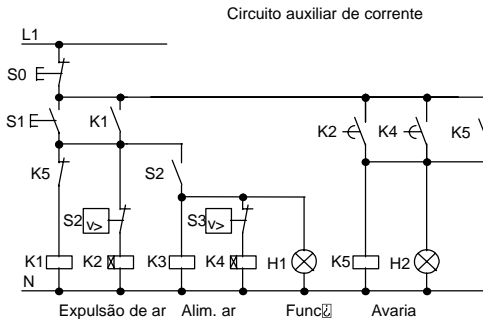 Circuito auxiliar de corrente
L1
S0
S1
K1
K2
K4
K5
K5
S2
S2
v>
S3
v>
K1
K2
K3
K4
H1
K5
H2
N
Expulsão de ar
Alim. ar
Func
Avaria